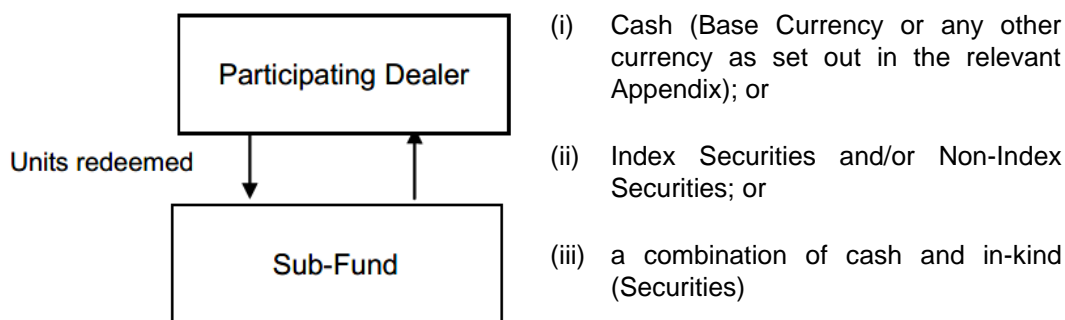 Participating Dealer
Units redeemed
Sub-Fund
(i) Cash (Base Currency or any other
currency as set out in the relevant
Appendix); or
(ii) Index Securities and/or Non-Index
Securities; or
(iii) a combination of cash and in-kind
(Securities)